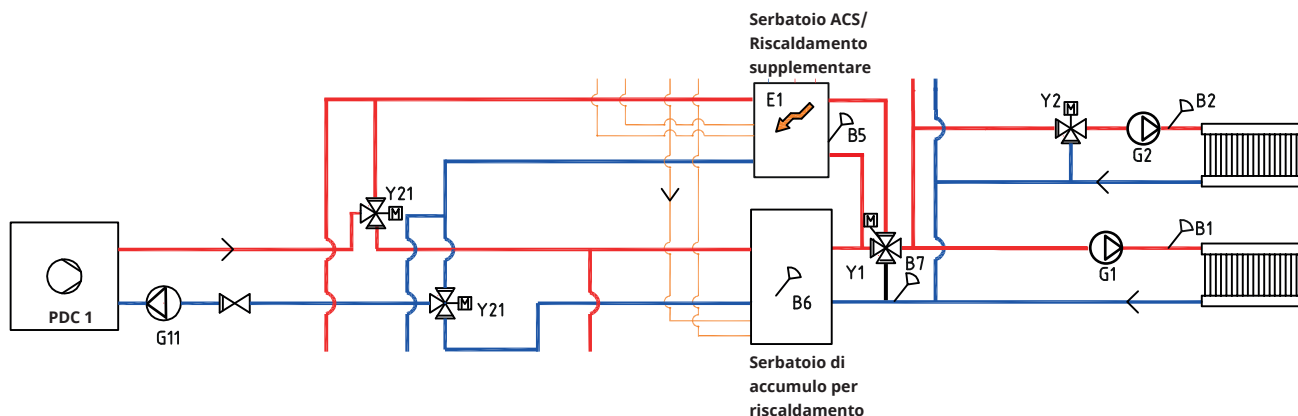 Serbatoio ACS/
Riscaldamento
supplementare
E1
B5
Y2
M
B2
G2
Y21
M
M
Y1
B7
B1
G1
PDC 1
G11
M
Y21
B6
Serbatoio di
accumulo per
riscaldamento